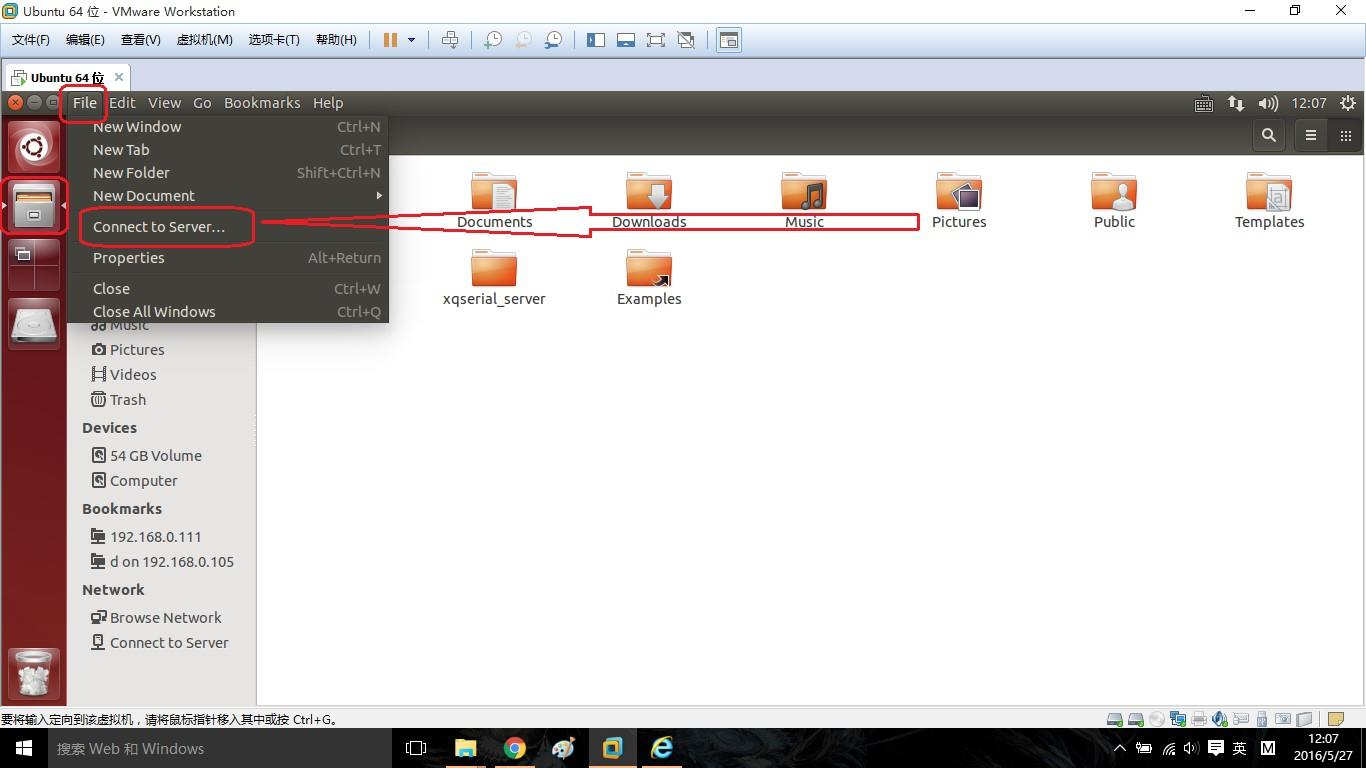 Ubuntu 64 位 - VMware Workstation
文件(F) 编辑(E) 查看(V) 虚拟机(M) 选项卡(T) 帮助(H)
Ubuntu 64 位
File Edit View Go Bookmarks Help 12:07
New Window Ctrl+N
New Tab Ctrl+T
New Folder Shift+Ctrl+N
New Document
Connect to Server...
Properties Alt+Return
Close Ctrl+W
Close All Windows Ctrl+Q
Documents Downloads Music Pictures Public Templates
xqserial_server Examples
Music
Pictures
Videos
Trash
Devices
54 GB Volume
Computer
Bookmarks
192.168.0.111
d on 192.168.0.105
Network
Browse Network
Connect to Server
要将输入定向到该虚拟机，请将鼠标指针移入其中或按 Ctrl+G。
搜索 Web 和 Windows
英 M
12:07
2016/5/27